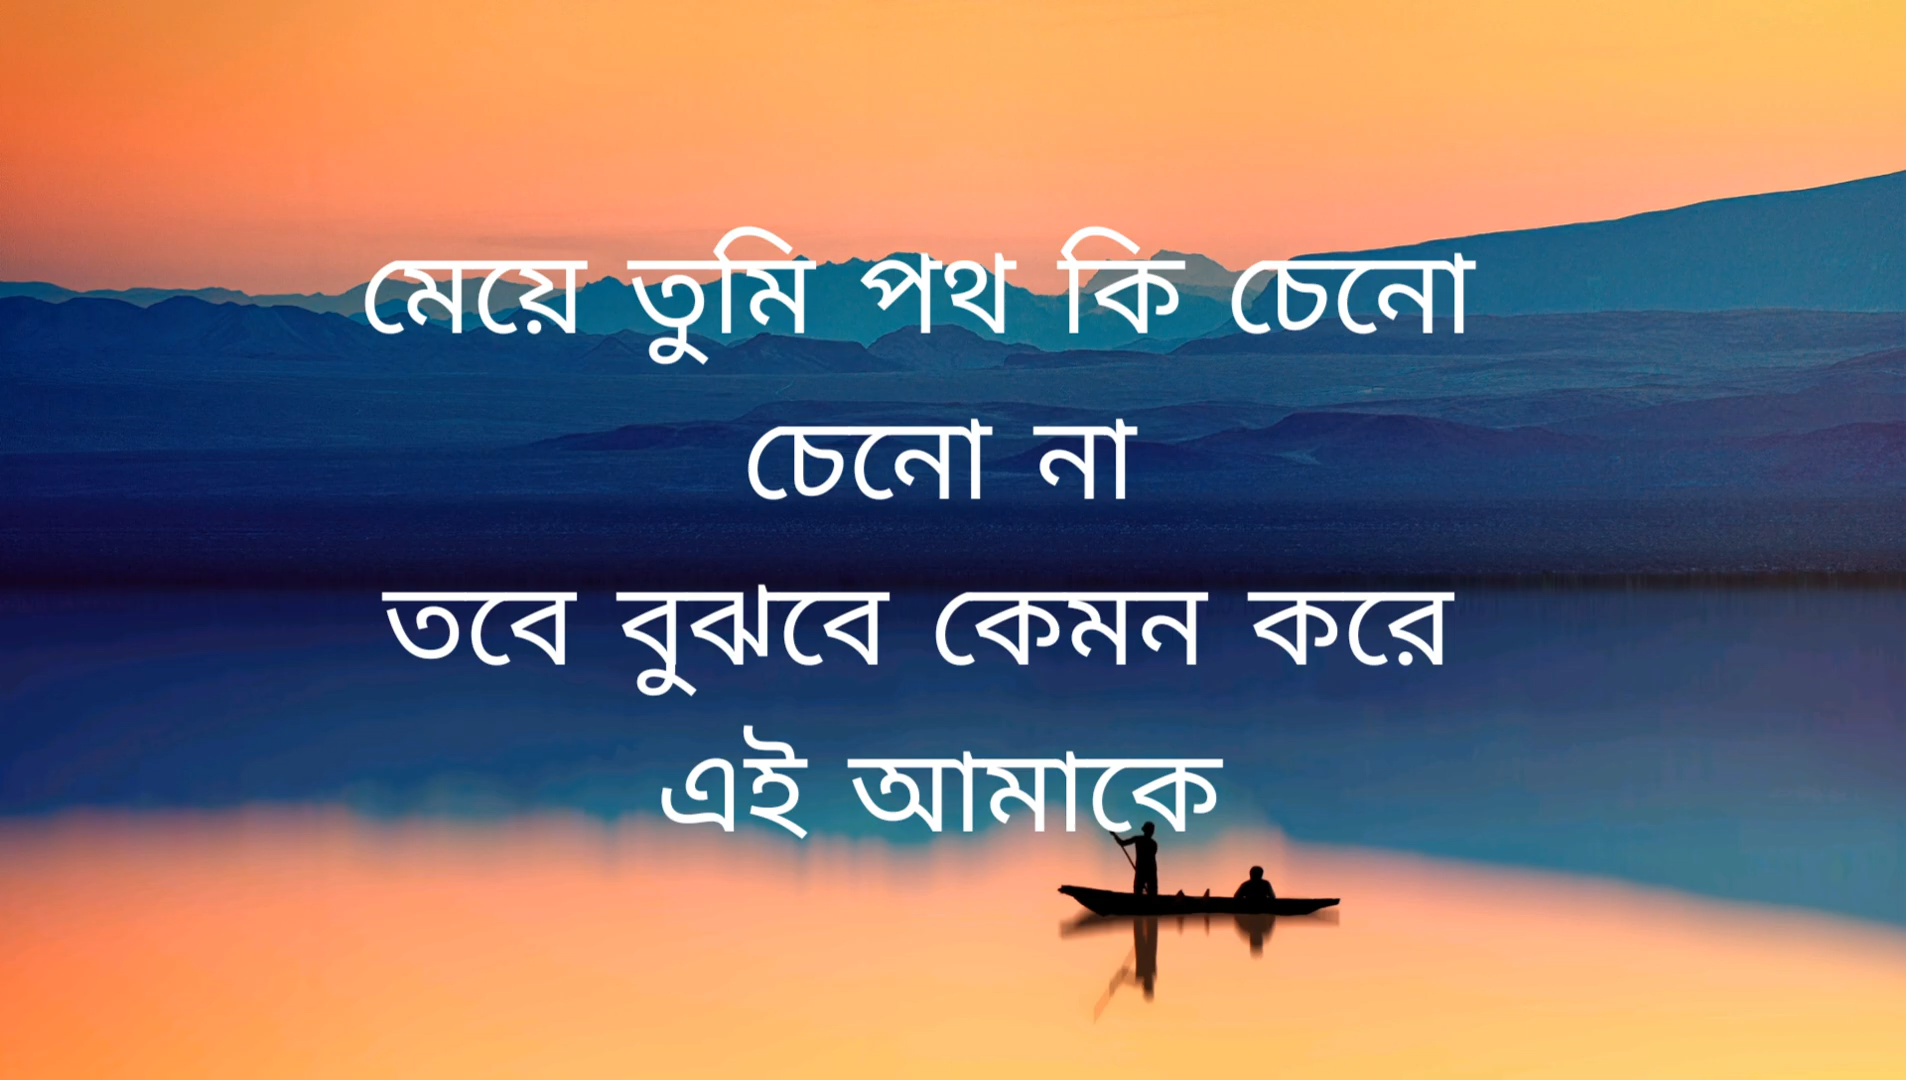 মেয়ে তুমি পথ কি চেনো
চেনো না
তবে বুঝবে কেমন করে
এই আমাকে